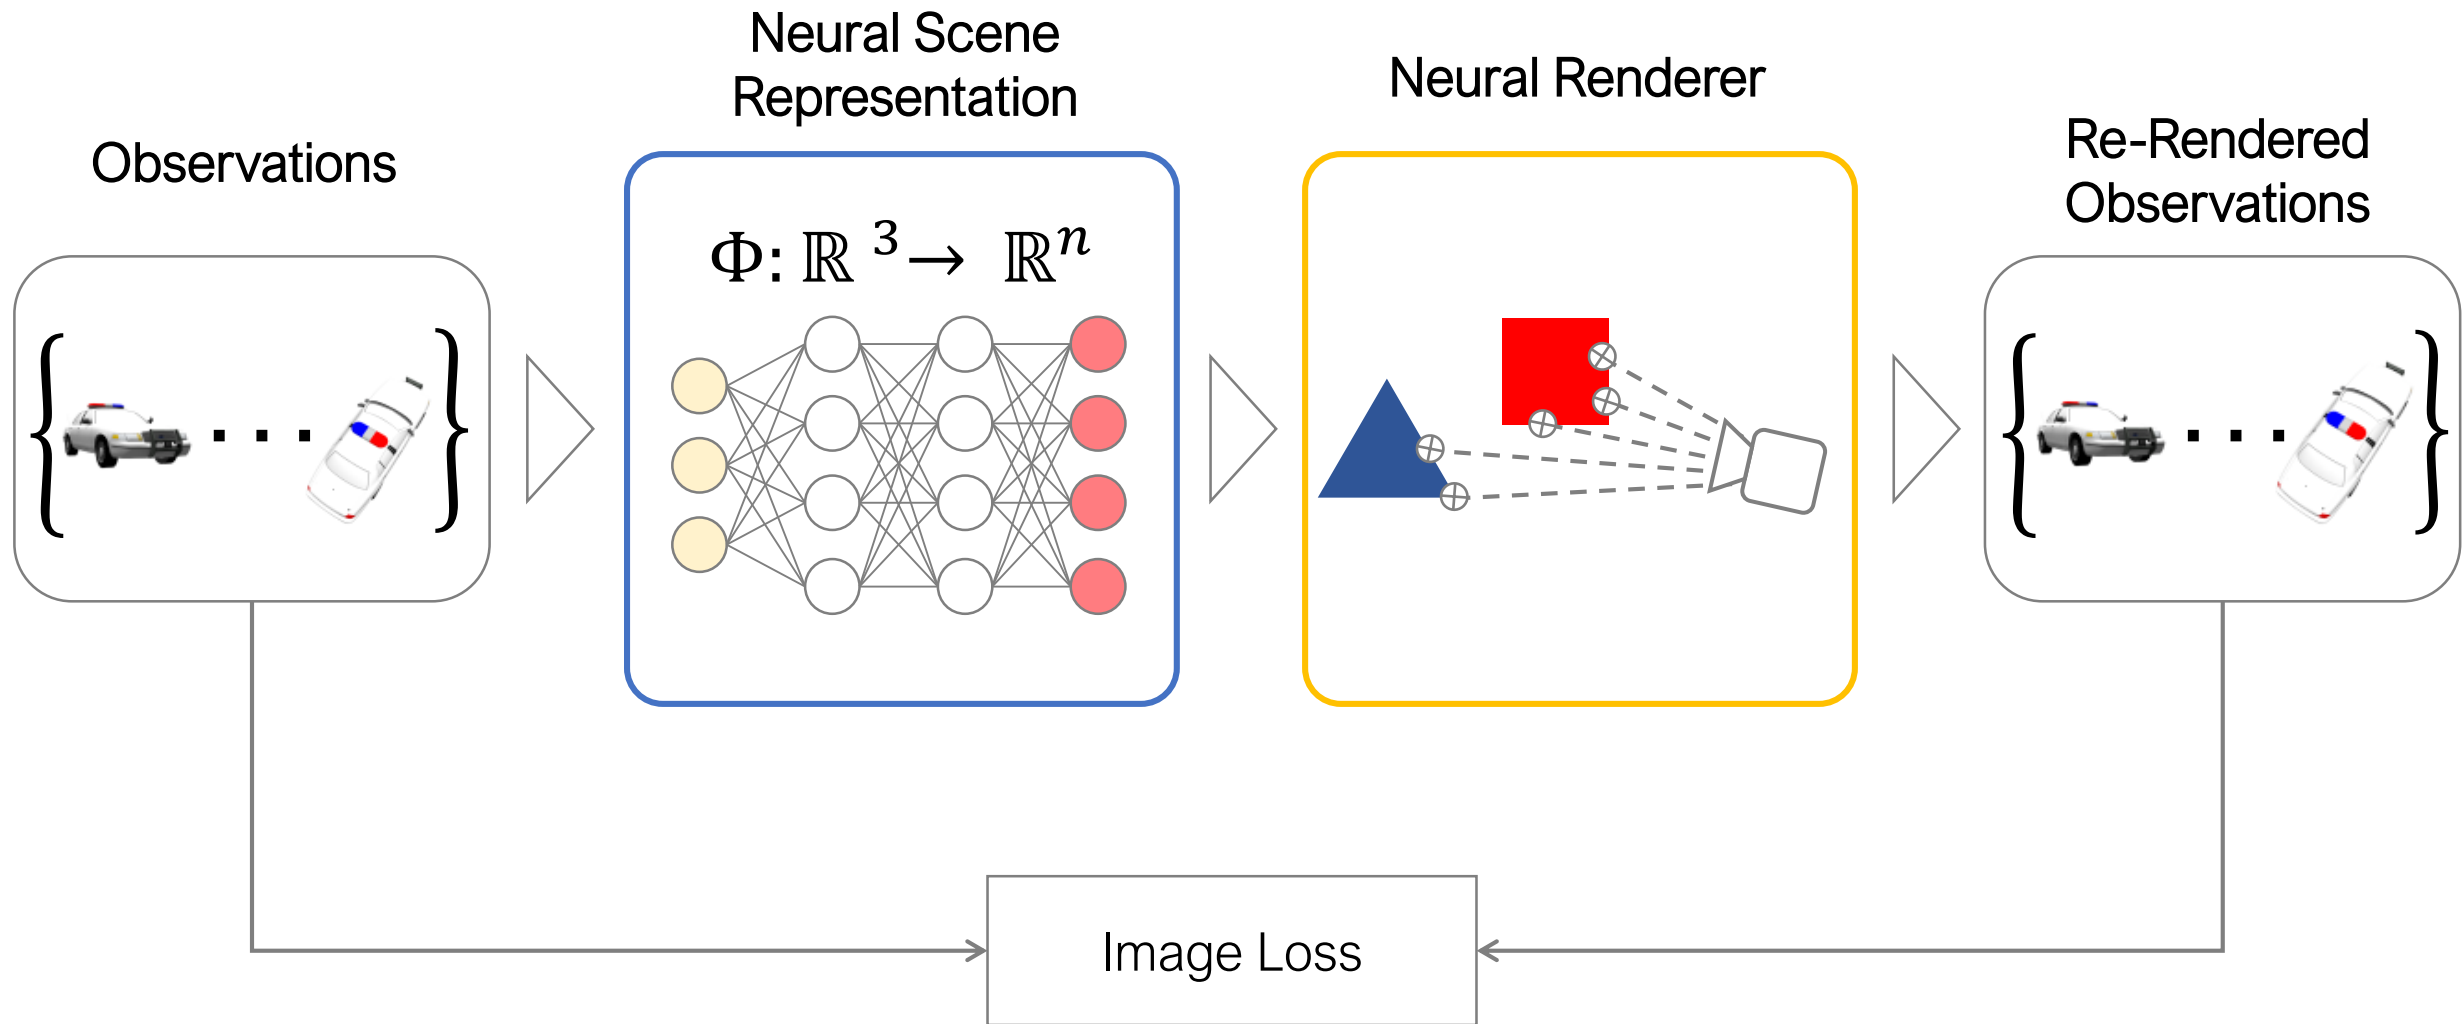 Observations
Neural Scene
Representation
Φ: ℝ³ → ℝⁿ
Neural Renderer
Re-Rendered
Observations
{ ... }
{ ... }
Image Loss